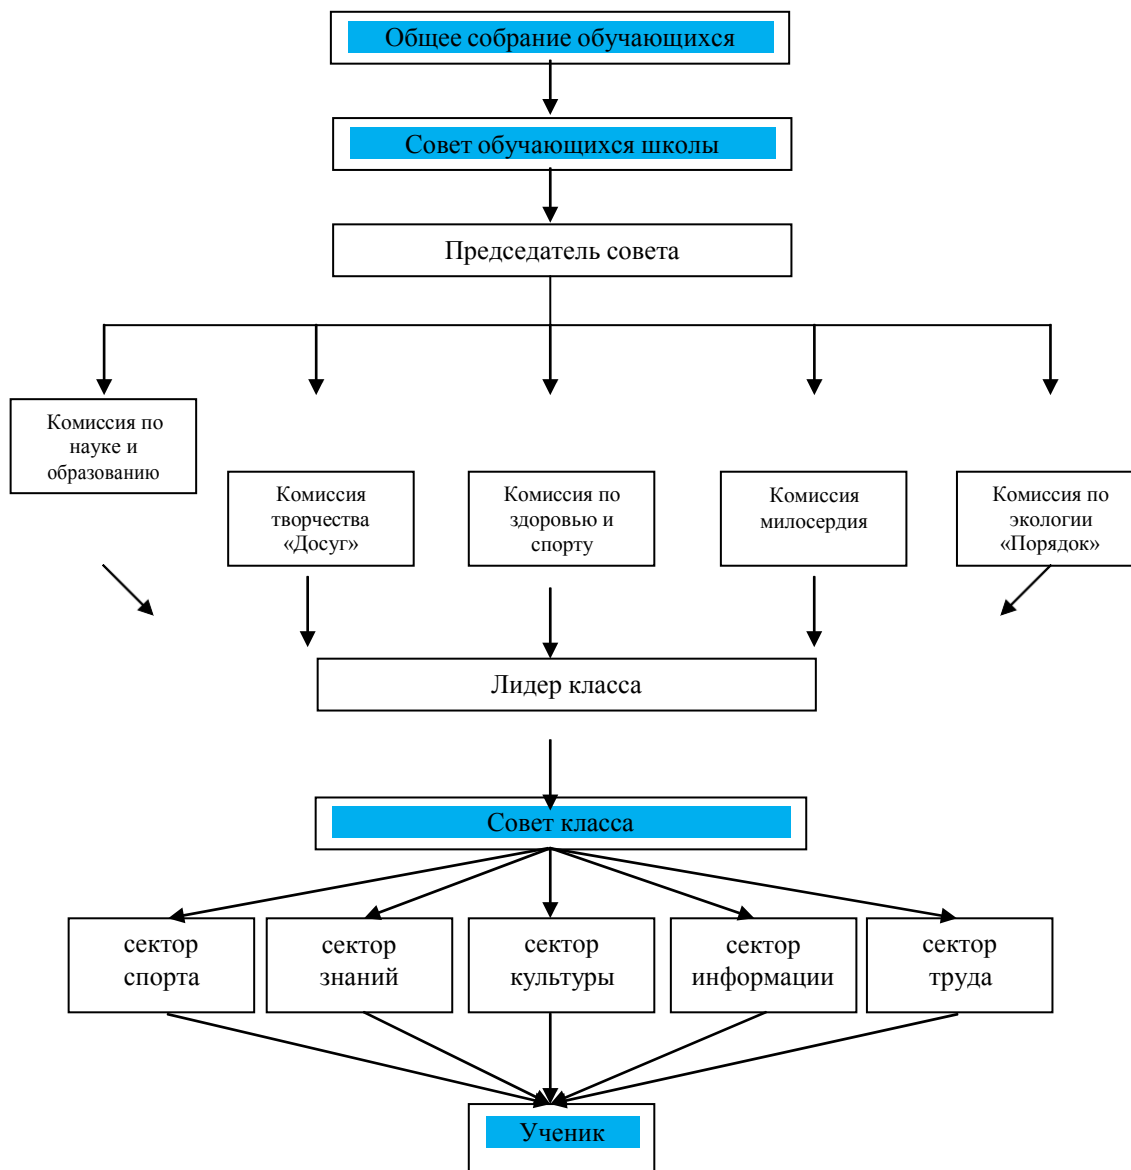 Общее собрание обучающихся
Совет обучающихся школы
Председатель совета
Комиссия по
науке и
образованию
Комиссия
творчества
«Досуг»
Комиссия по
здоровью и
спорту
Комиссия
милосердия
Комиссия по
экологии
«Порядок»
Лидер класса
Совет класса
сектор
спорта
сектор
знаний
сектор
культуры
сектор
информации
сектор
труда
Ученик